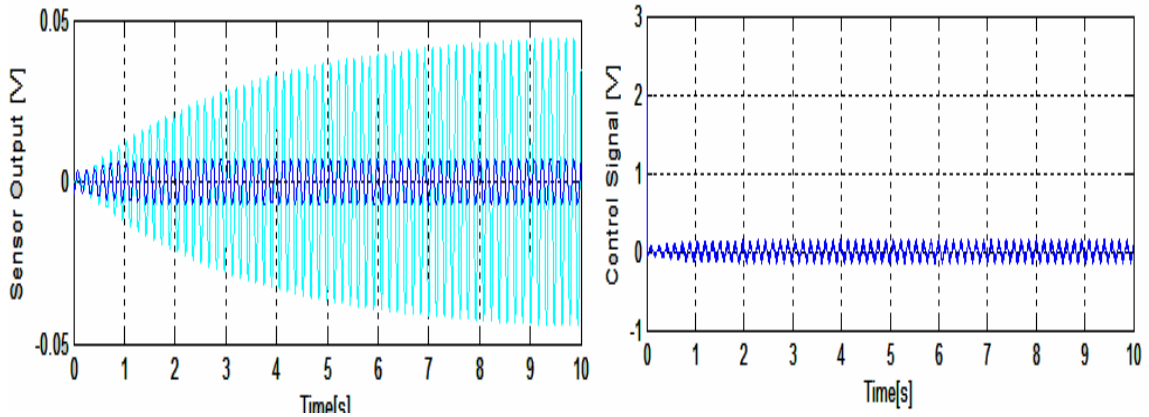 0.05
0
-0.05
Sensor Output [V]
0 1 2 3 4 5 6 7 8 9 10
Time[s]
3
2
1
0
-1
Control Signal [V]
0 1 2 3 4 5 6 7 8 9 10
Time[s]